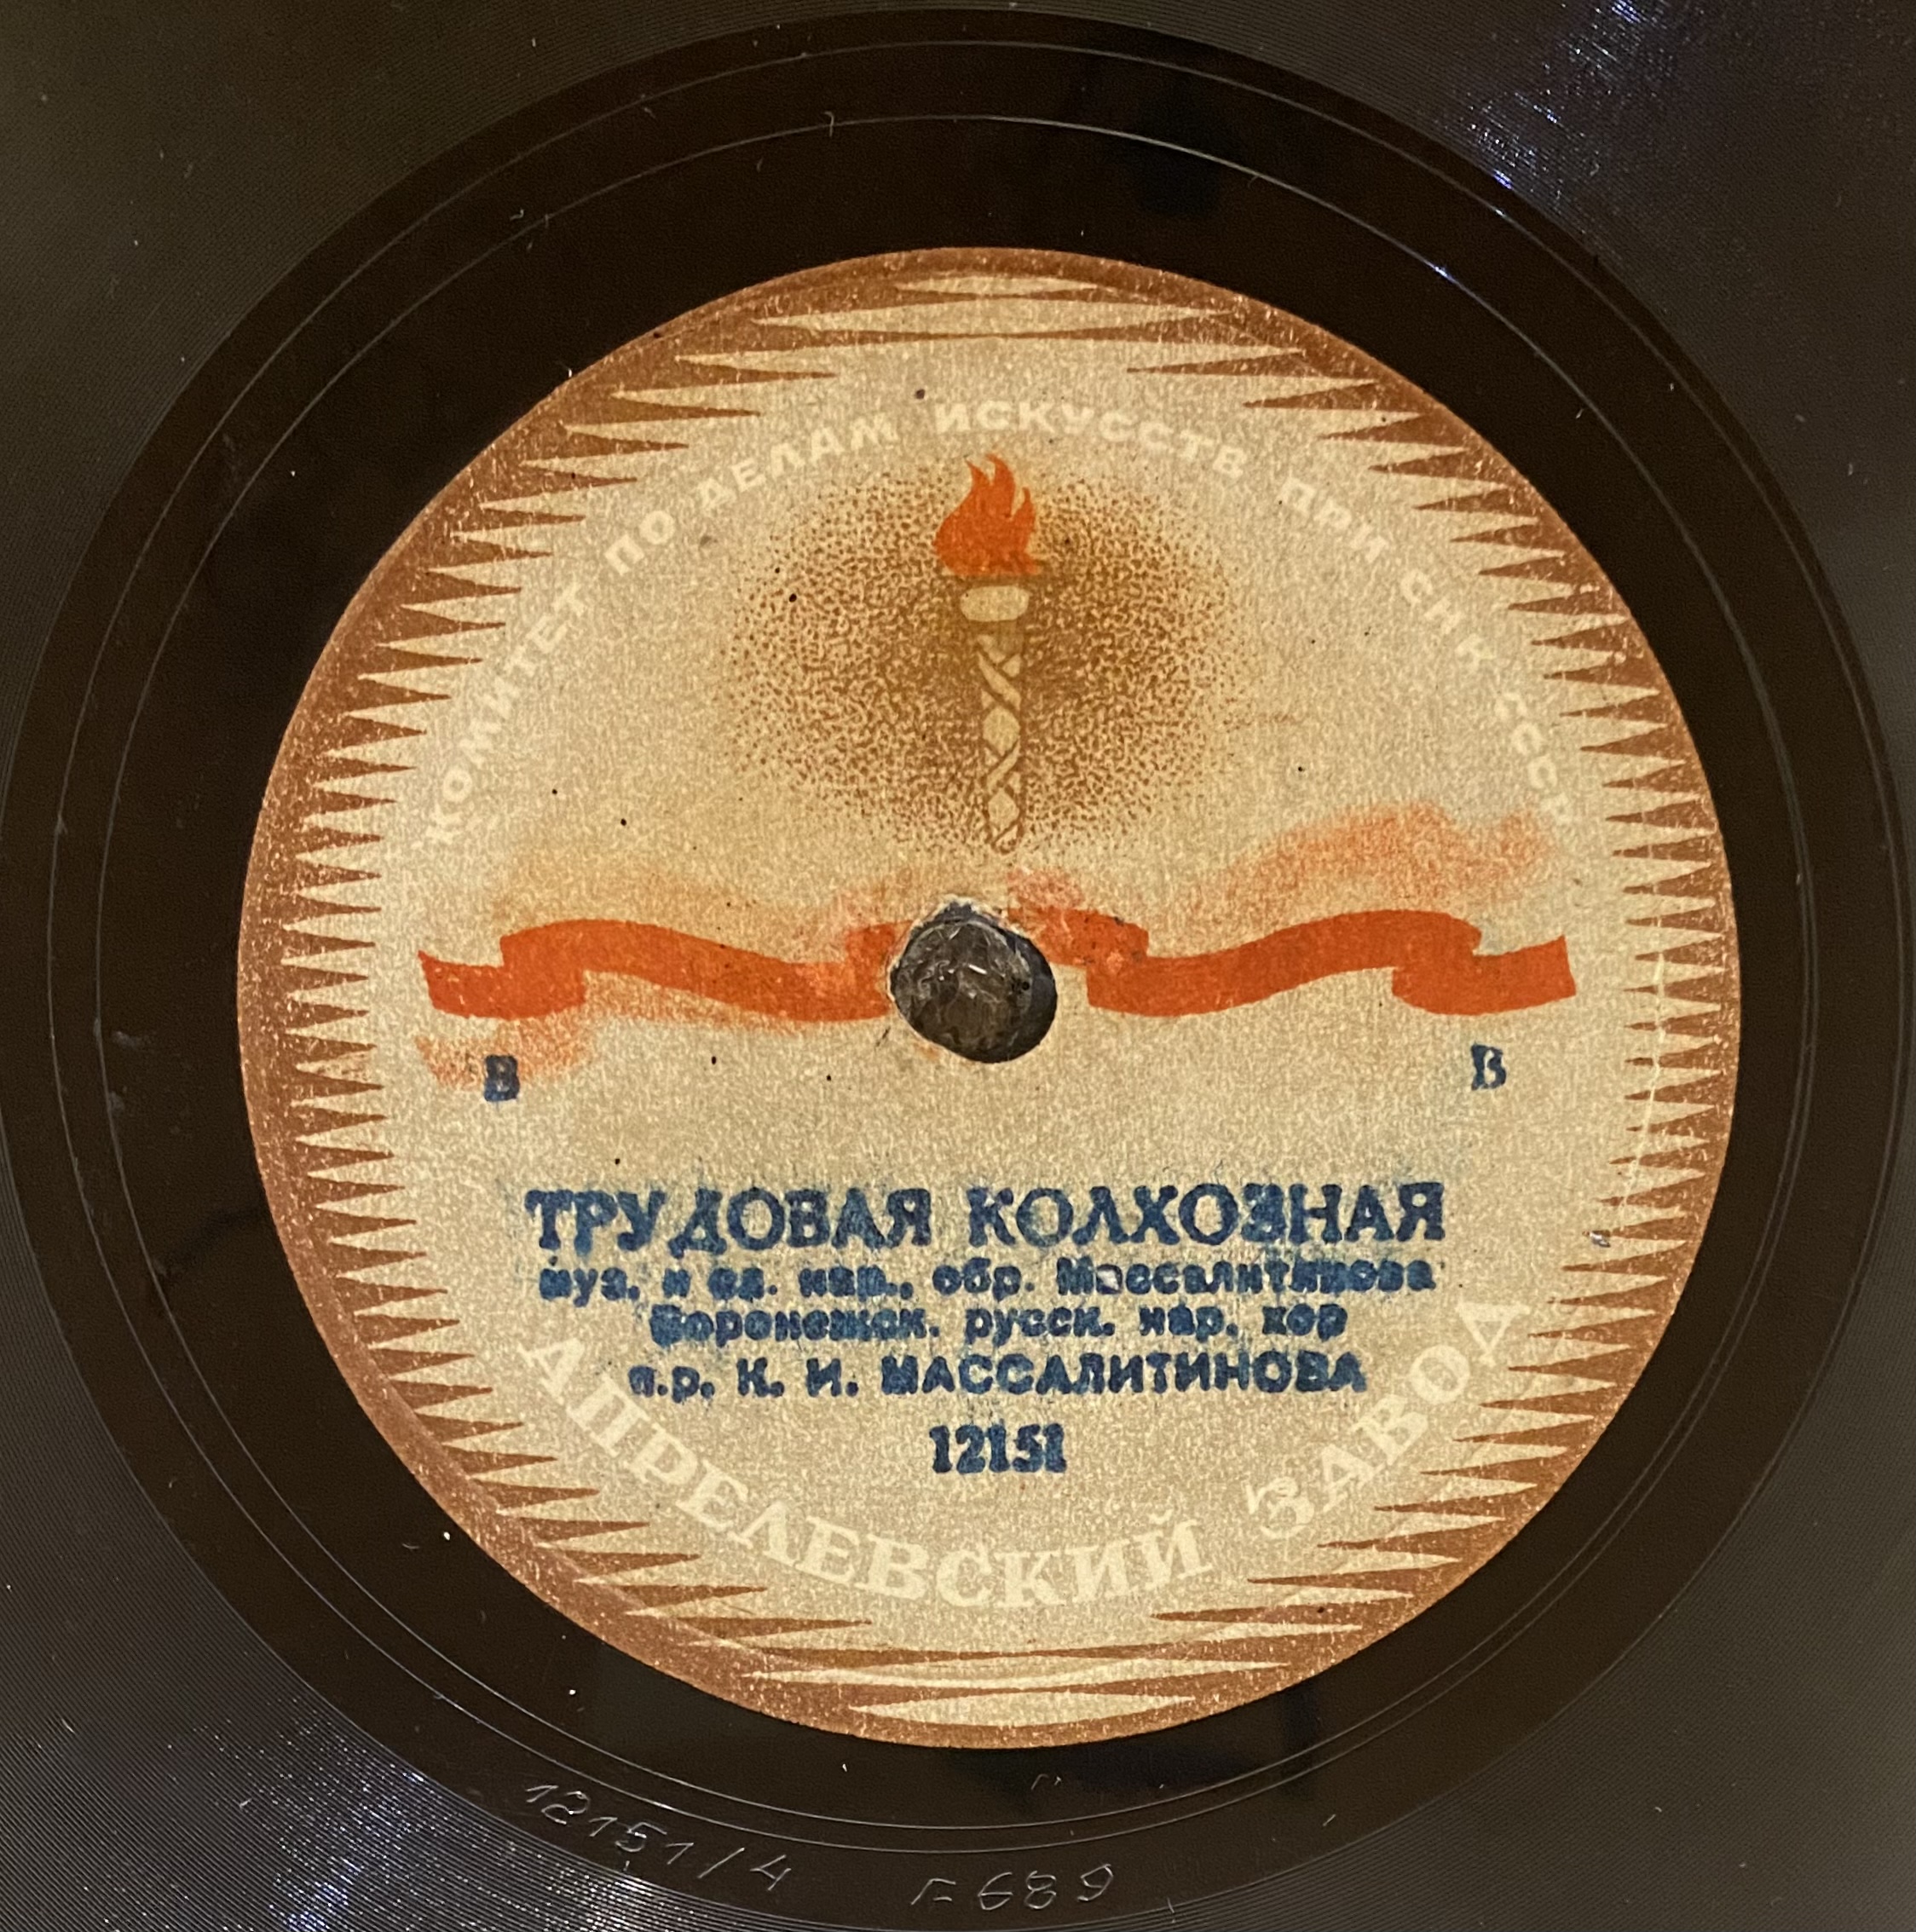 КОМИТЕТ ПО ДЕЛАМ ИСКУССТВ ПРИ СНК СССР
В В
ТРУДОВАЯ КОЛХОЗНАЯ
муз. и сл. нар., обр. Массалитинова
Воронежск. русск. нар. хор
п.р. К. И. МАССАЛИТИНОВА
12151
АПРЕЛЕВСКИЙ ЗАВОД
12151/4 F689